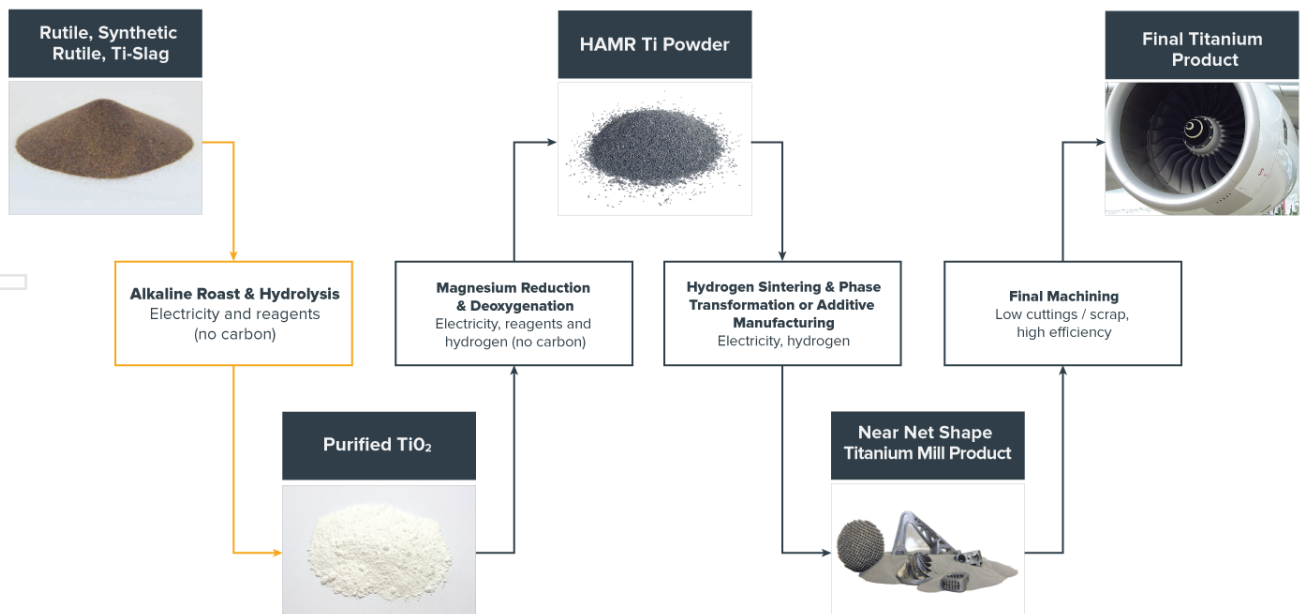 Rutile, Synthetic
Rutile, Ti-Slag
HAMR Ti Powder
Final Titanium
Product
Alkaline Roast & Hydrolysis
Electricity and reagents
(no carbon)
Magnesium Reduction
& Deoxygenation
Electricity, reagents and
hydrogen (no carbon)
Hydrogen Sintering & Phase
Transformation or Additive
Manufacturing
Electricity, hydrogen
Final Machining
Low cuttings / scrap,
high efficiency
Purified TiO₂
Near Net Shape
Titanium Mill Product